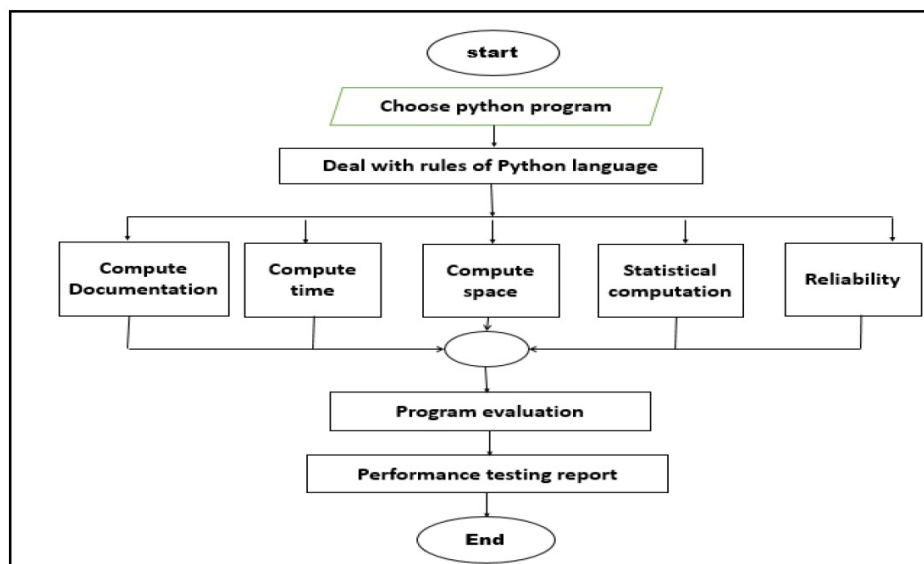 start
Choose python program
Deal with rules of Python language
Compute
Documentation
Compute
time
Compute
space
Statistical
computation
Reliability
Program evaluation
Performance testing report
End